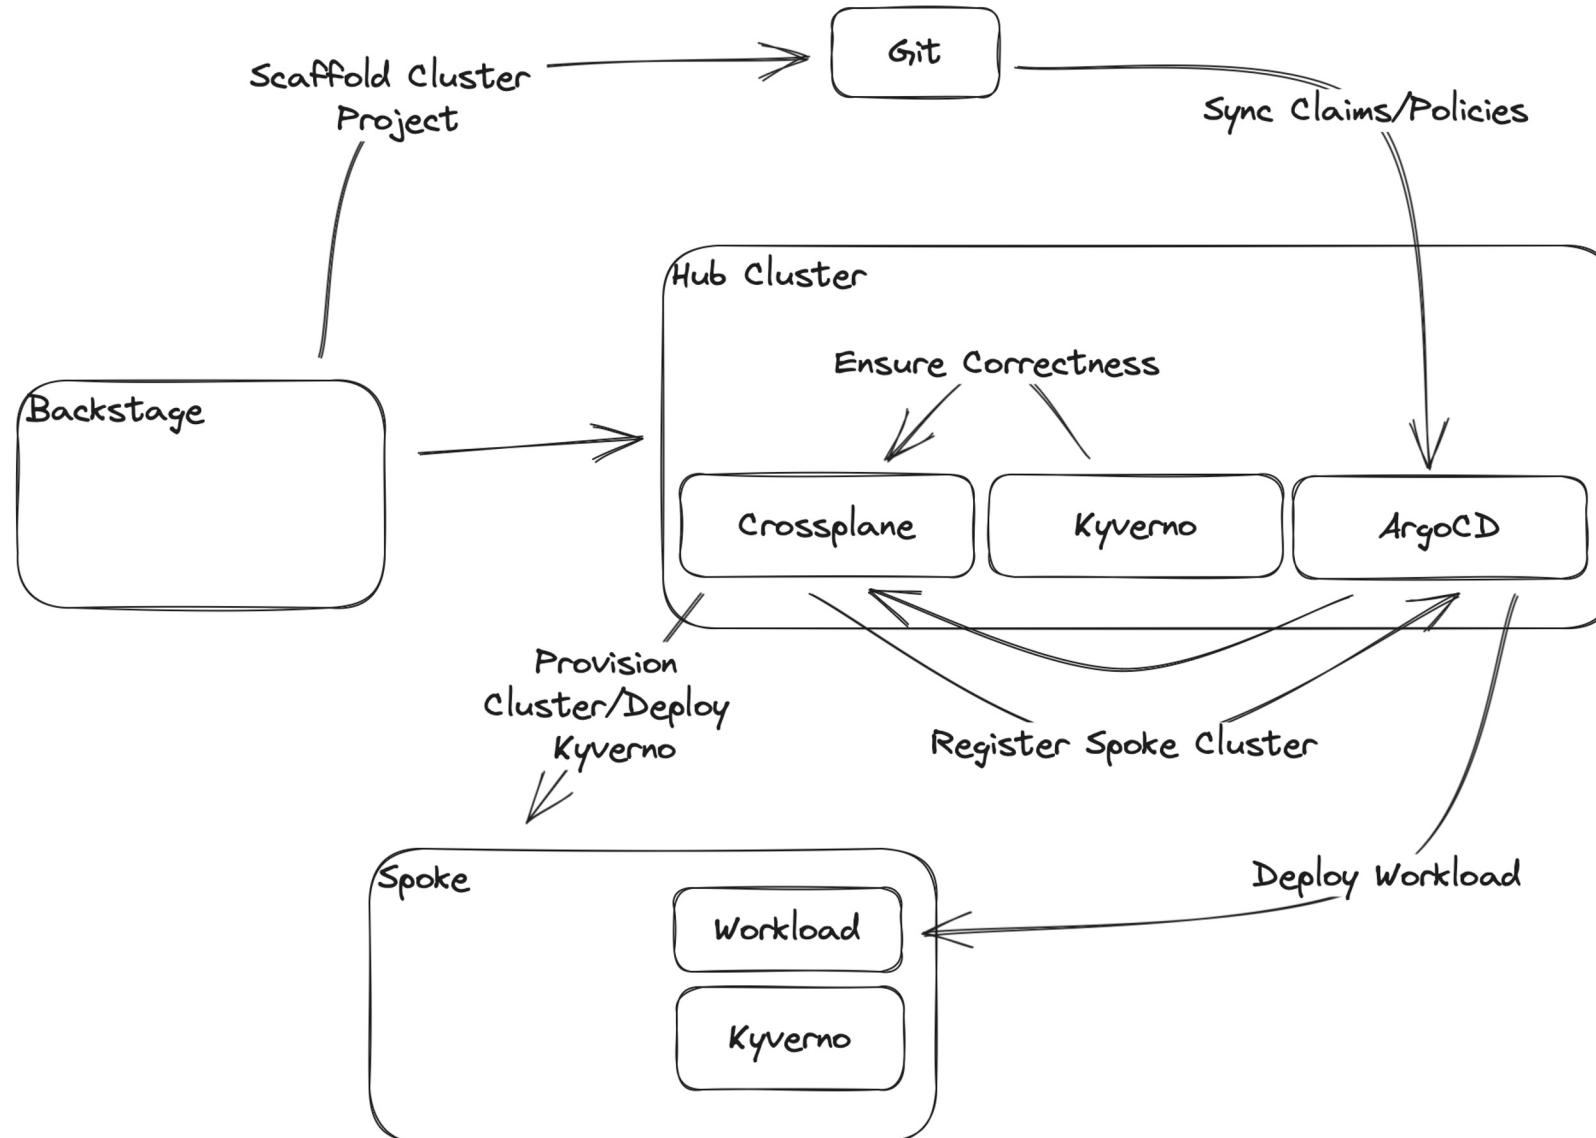 Git
Scaffold Cluster
Project
Sync Claims/Policies
Hub Cluster
Ensure Correctness
Backstage
Crossplane
Kyverno
ArgoCD
Provision
Cluster/Deploy
Kyverno
Register Spoke Cluster
Spoke
Deploy Workload
Workload
Kyverno